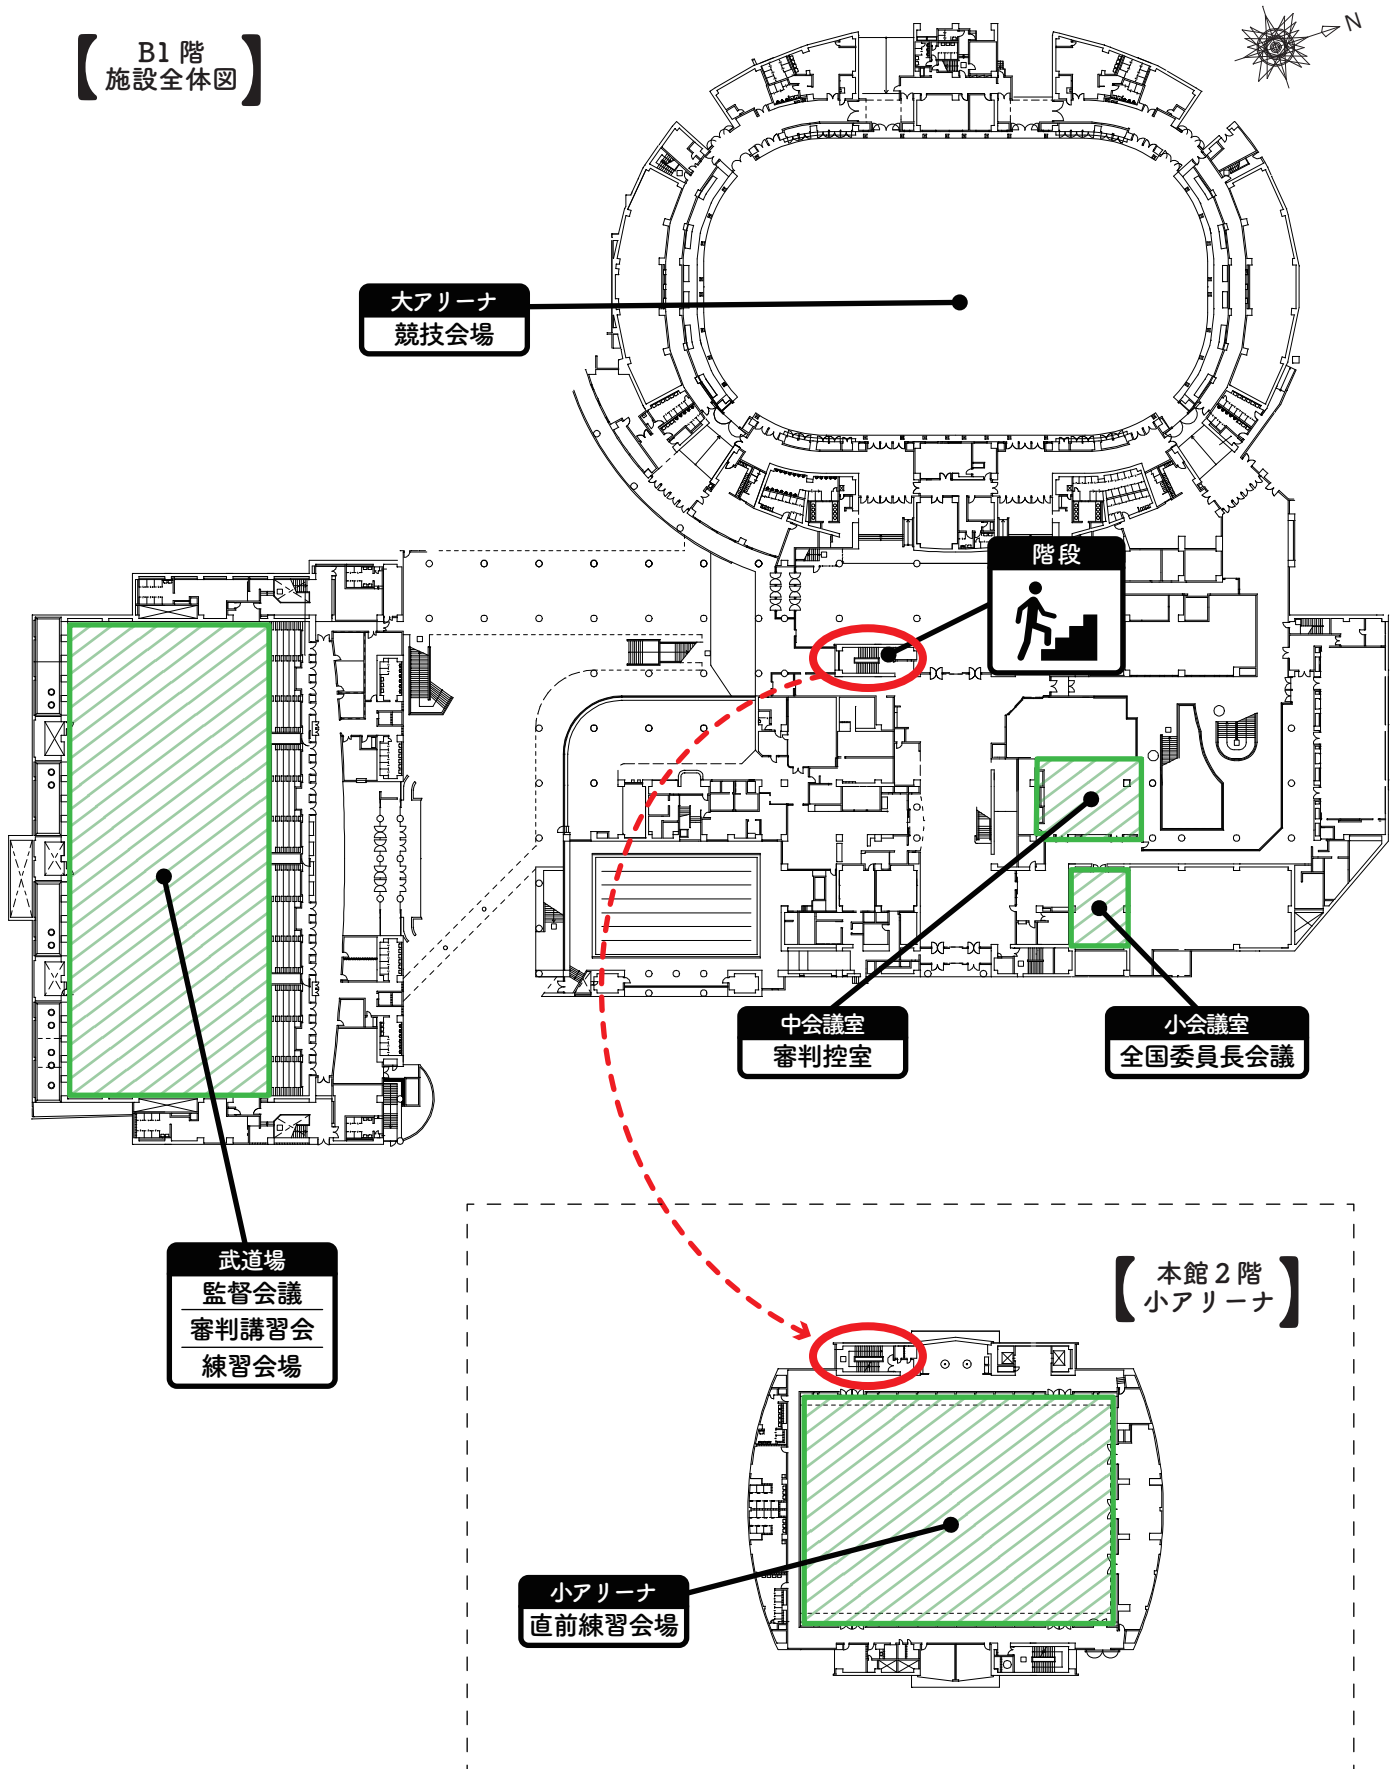 B1階
施設全体図
N
大アリーナ
競技会場
階段
中会議室
審判控室
小会議室
全国委員長会議
武道場
監督会議
審判講習会
練習会場
本館２階
小アリーナ
小アリーナ
直前練習会場